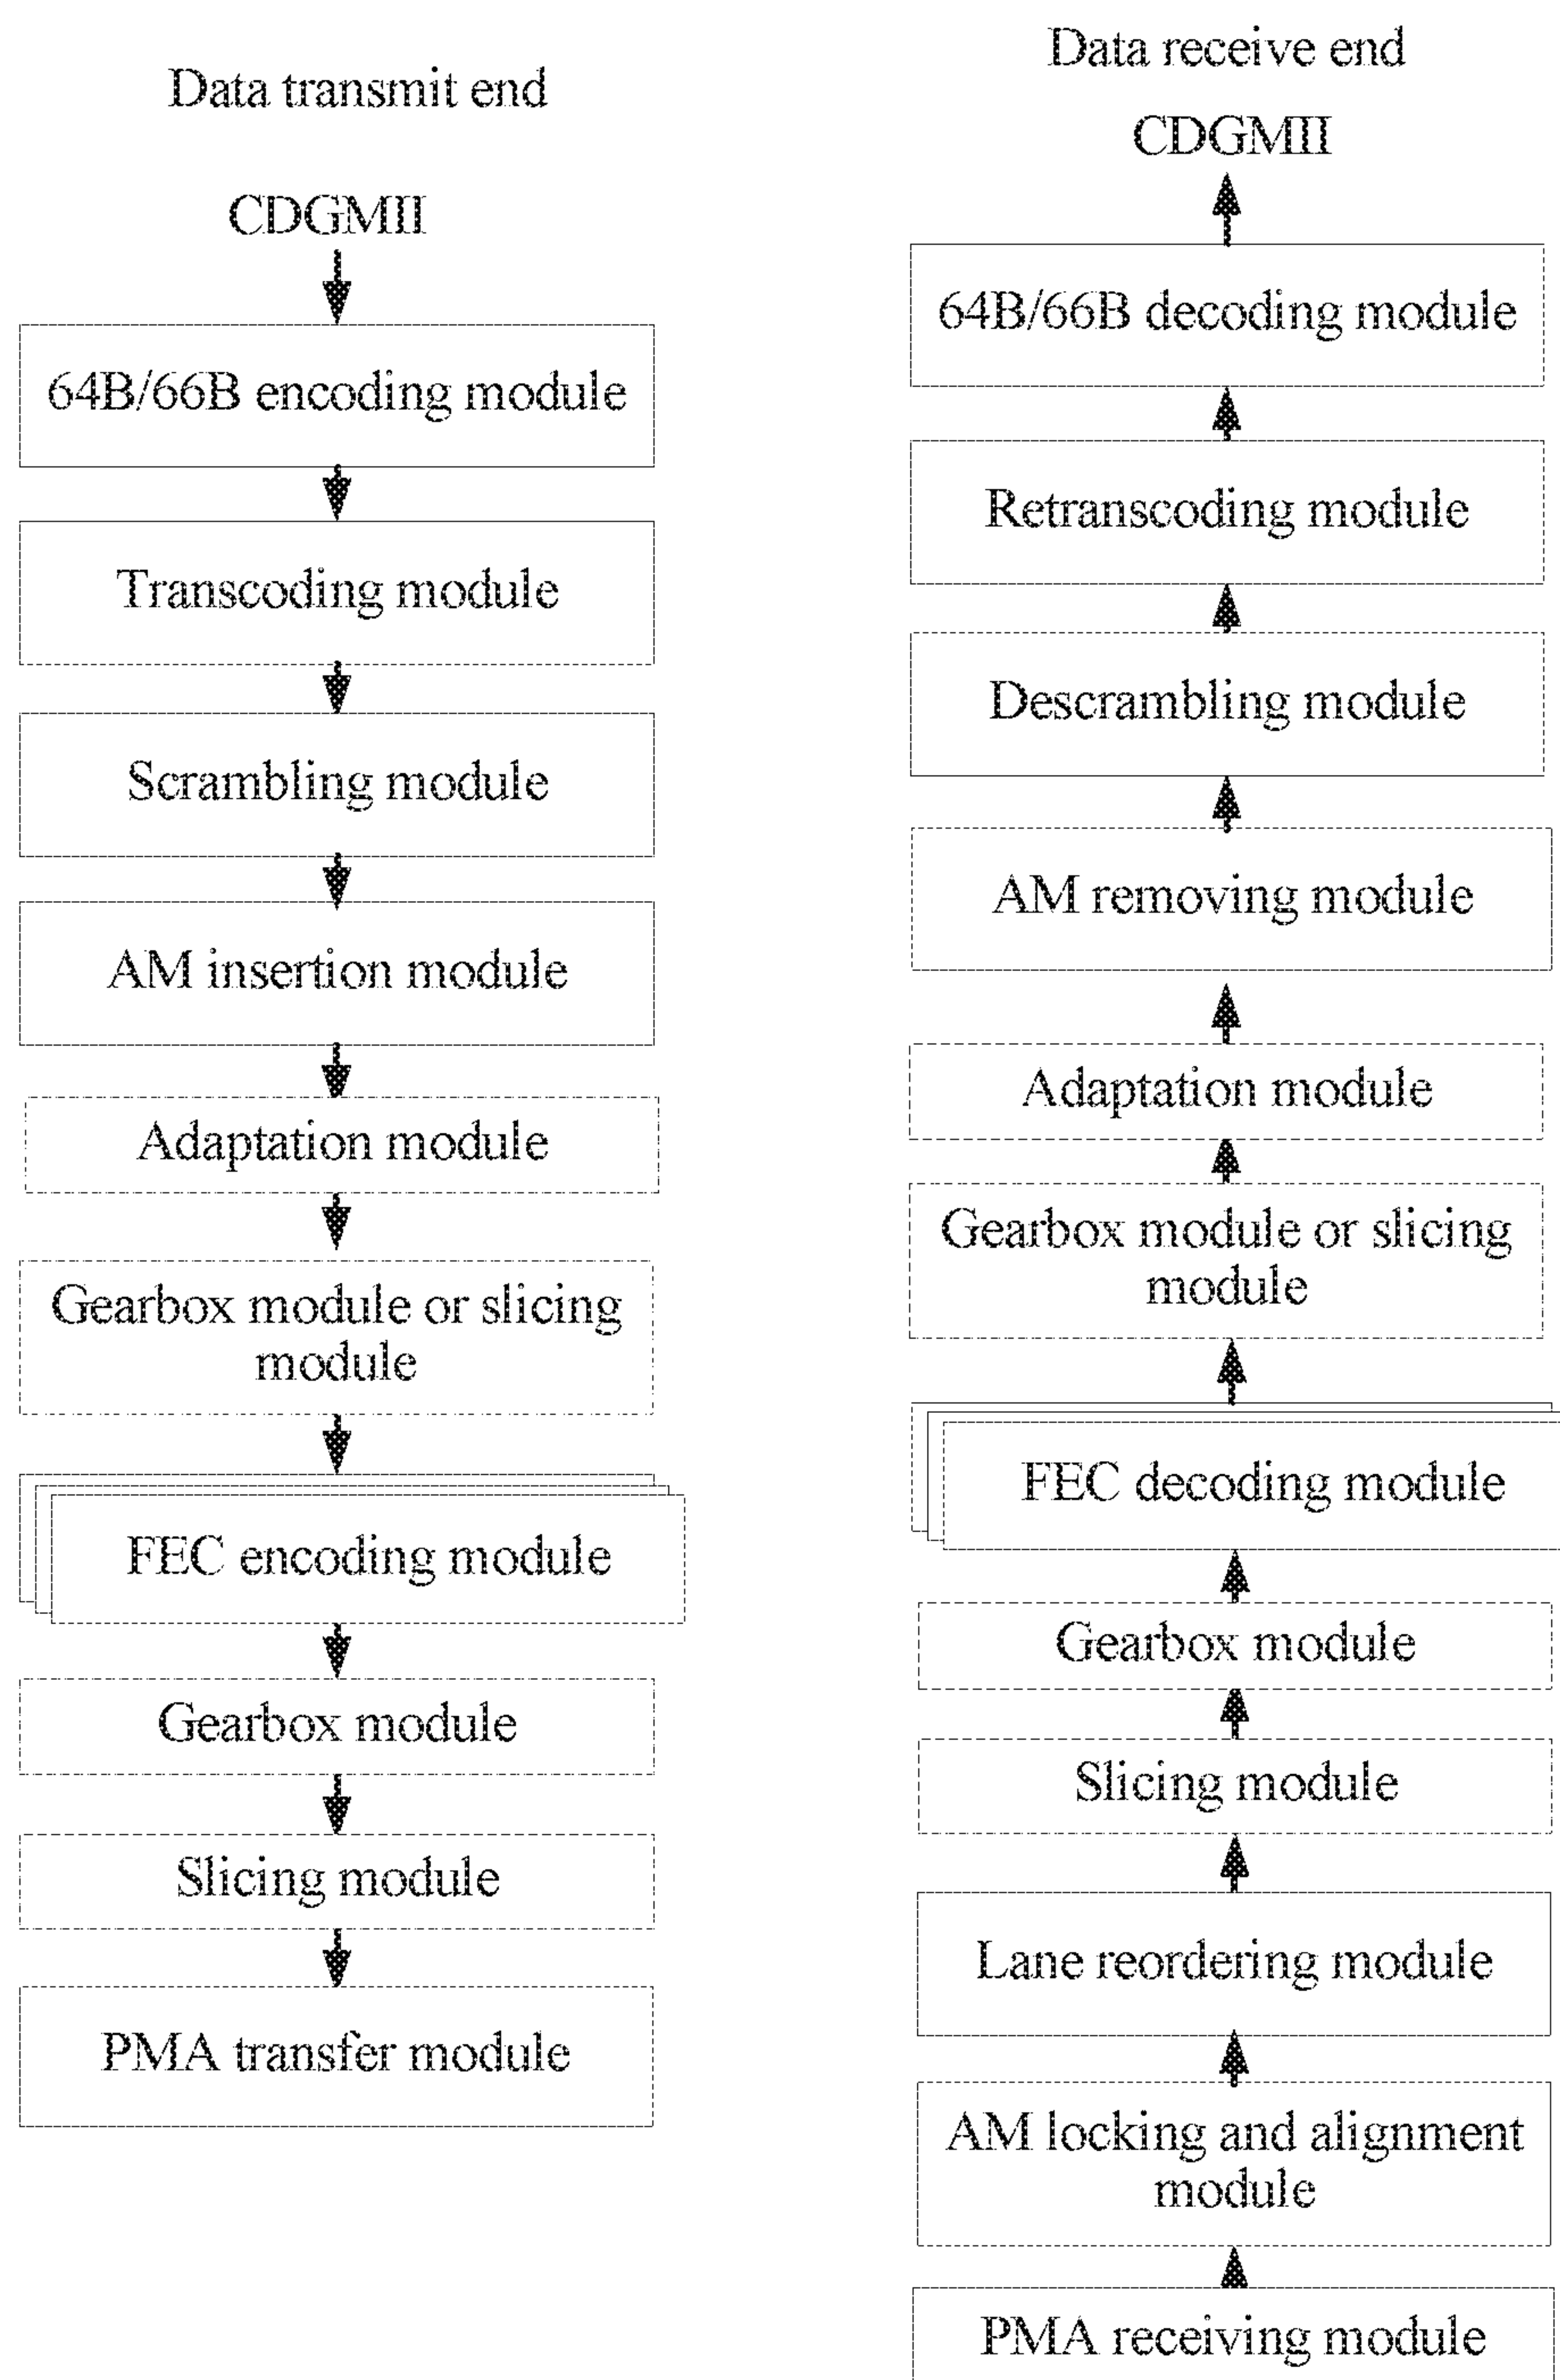 Data transmit end
CDGMII
64B/66B encoding module
Transcoding module
Scrambling module
AM insertion module
Adaptation module
Gearbox module or slicing
module
FEC encoding module
Gearbox module
Slicing module
PMA transfer module
Data receive end
CDGMII
64B/66B decoding module
Retranscoding module
Descrambling module
AM removing module
Adaptation module
Gearbox module or slicing
module
FEC decoding module
Gearbox module
Slicing module
Lane reordering module
AM locking and alignment
module
PMA receiving module